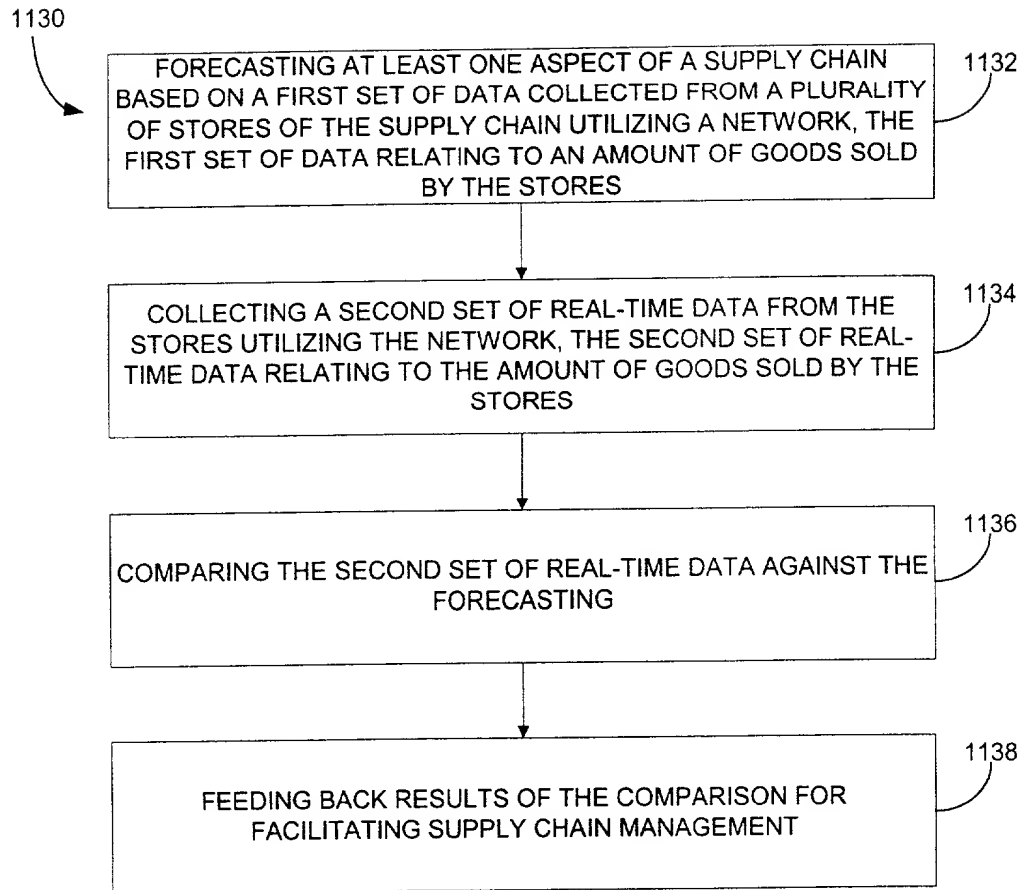 1130
FORECASTING AT LEAST ONE ASPECT OF A SUPPLY CHAIN
BASED ON A FIRST SET OF DATA COLLECTED FROM A PLURALITY
OF STORES OF THE SUPPLY CHAIN UTILIZING A NETWORK, THE
FIRST SET OF DATA RELATING TO AN AMOUNT OF GOODS SOLD
BY THE STORES
1132
COLLECTING A SECOND SET OF REAL-TIME DATA FROM THE
STORES UTILIZING THE NETWORK, THE SECOND SET OF REAL-
TIME DATA RELATING TO THE AMOUNT OF GOODS SOLD BY THE
STORES
1134
COMPARING THE SECOND SET OF REAL-TIME DATA AGAINST THE
FORECASTING
1136
FEEDING BACK RESULTS OF THE COMPARISON FOR
FACILITATING SUPPLY CHAIN MANAGEMENT
1138